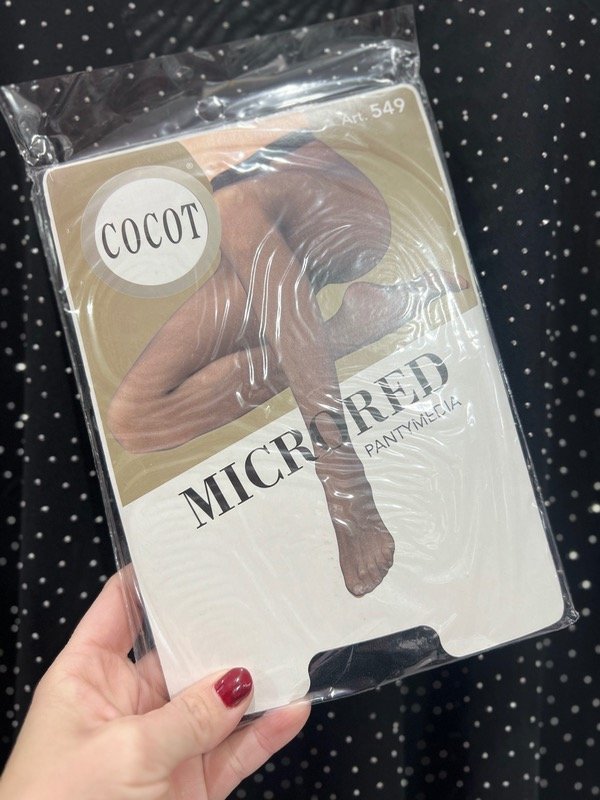 Art. 549
COCOT
®
MICRORED
PANTYMEDIA